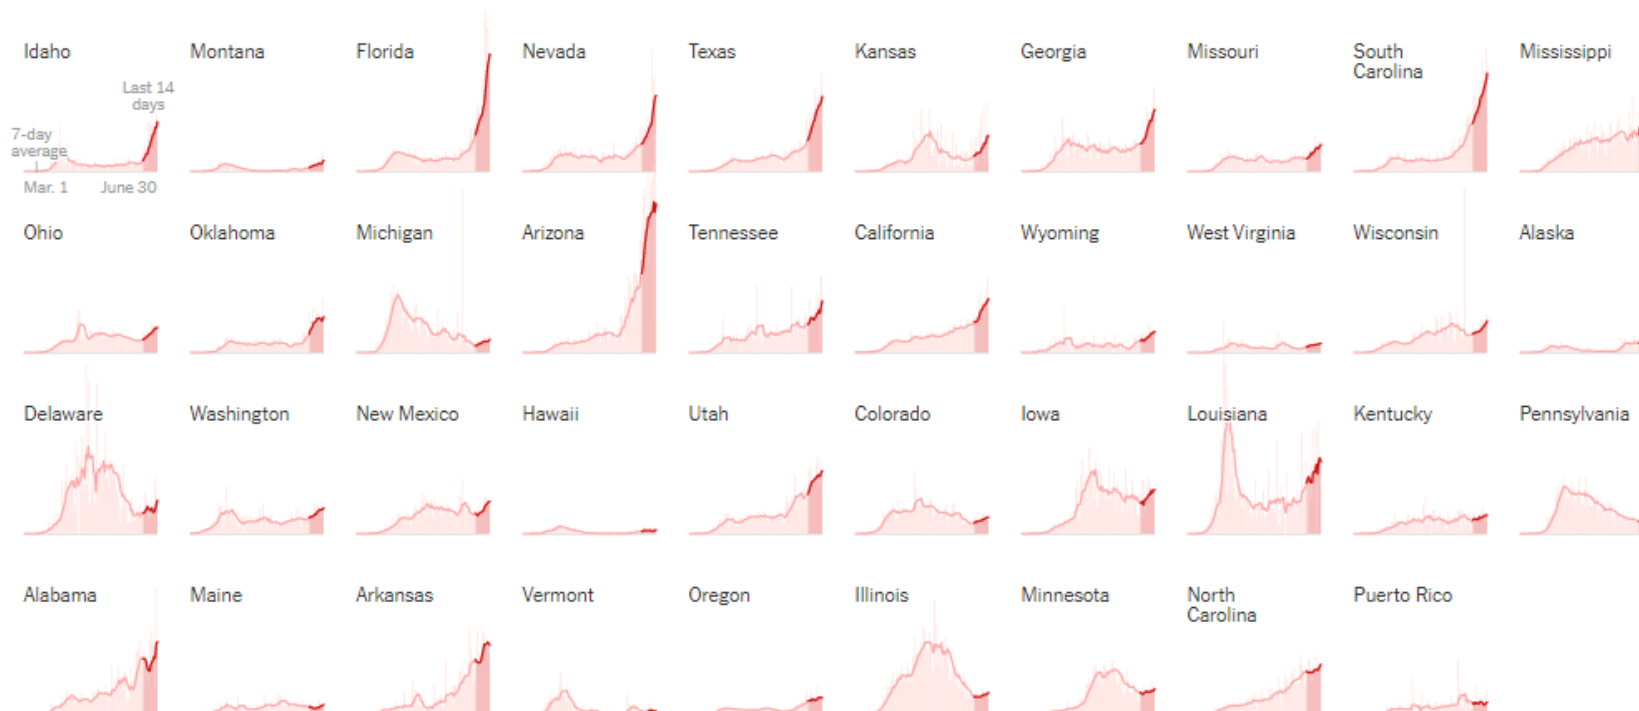 Idaho
Montana
Florida
Nevada
Texas
Kansas
Georgia
Missouri
South
Carolina
Mississippi
Last 14
days
7-day
average
Mar. 1
June 30
Ohio
Oklahoma
Michigan
Arizona
Tennessee
California
Wyoming
West Virginia
Wisconsin
Alaska
Delaware
Washington
New Mexico
Hawaii
Utah
Colorado
Iowa
Louisiana
Kentucky
Pennsylvania
Alabama
Maine
Arkansas
Vermont
Oregon
Illinois
Minnesota
North
Carolina
Puerto Rico